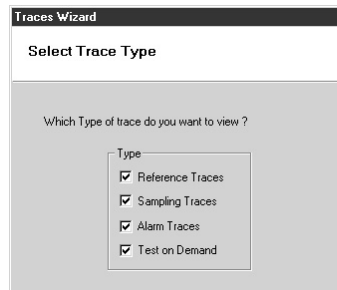 Traces Wizard
Select Trace Type
Which Type of trace do you want to view ?
Type
Reference Traces
Sampling Traces
Alarm Traces
Test on Demand